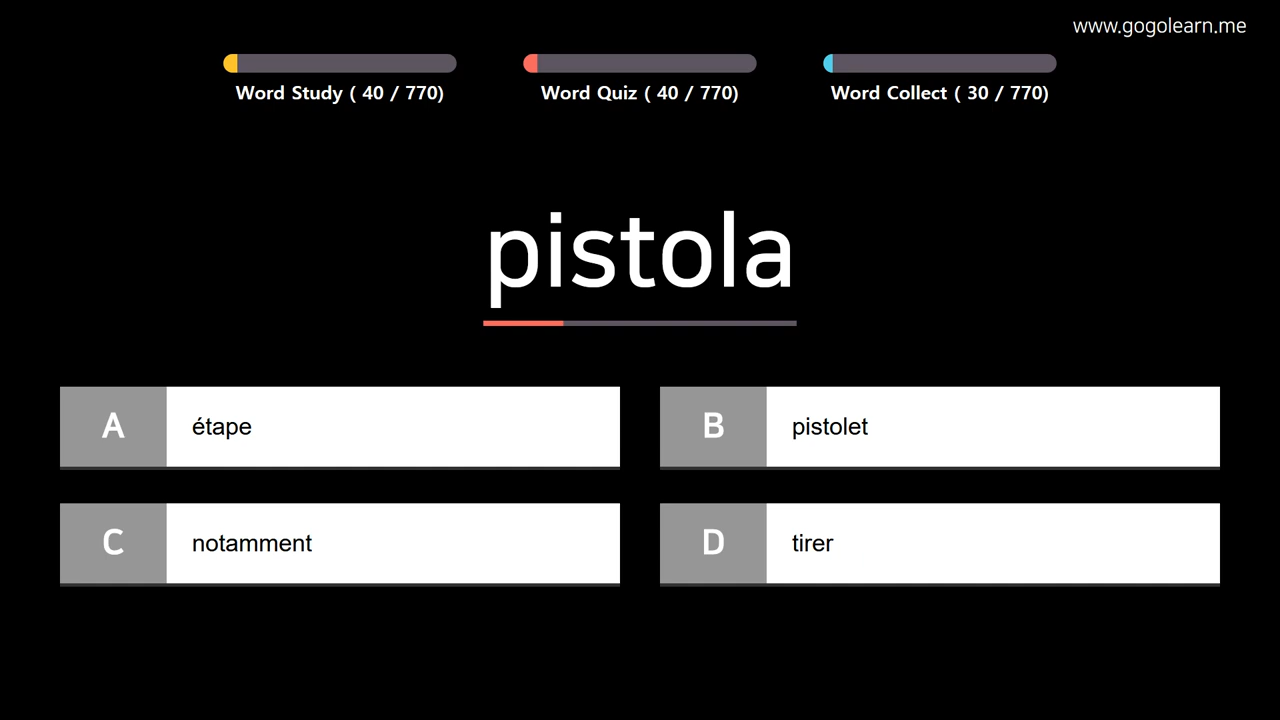 www.gogolearn.me
Word Study ( 40 / 770)
Word Quiz ( 40 / 770)
Word Collect ( 30 / 770)
pistola
A étape
B pistolet
C notamment
D tirer